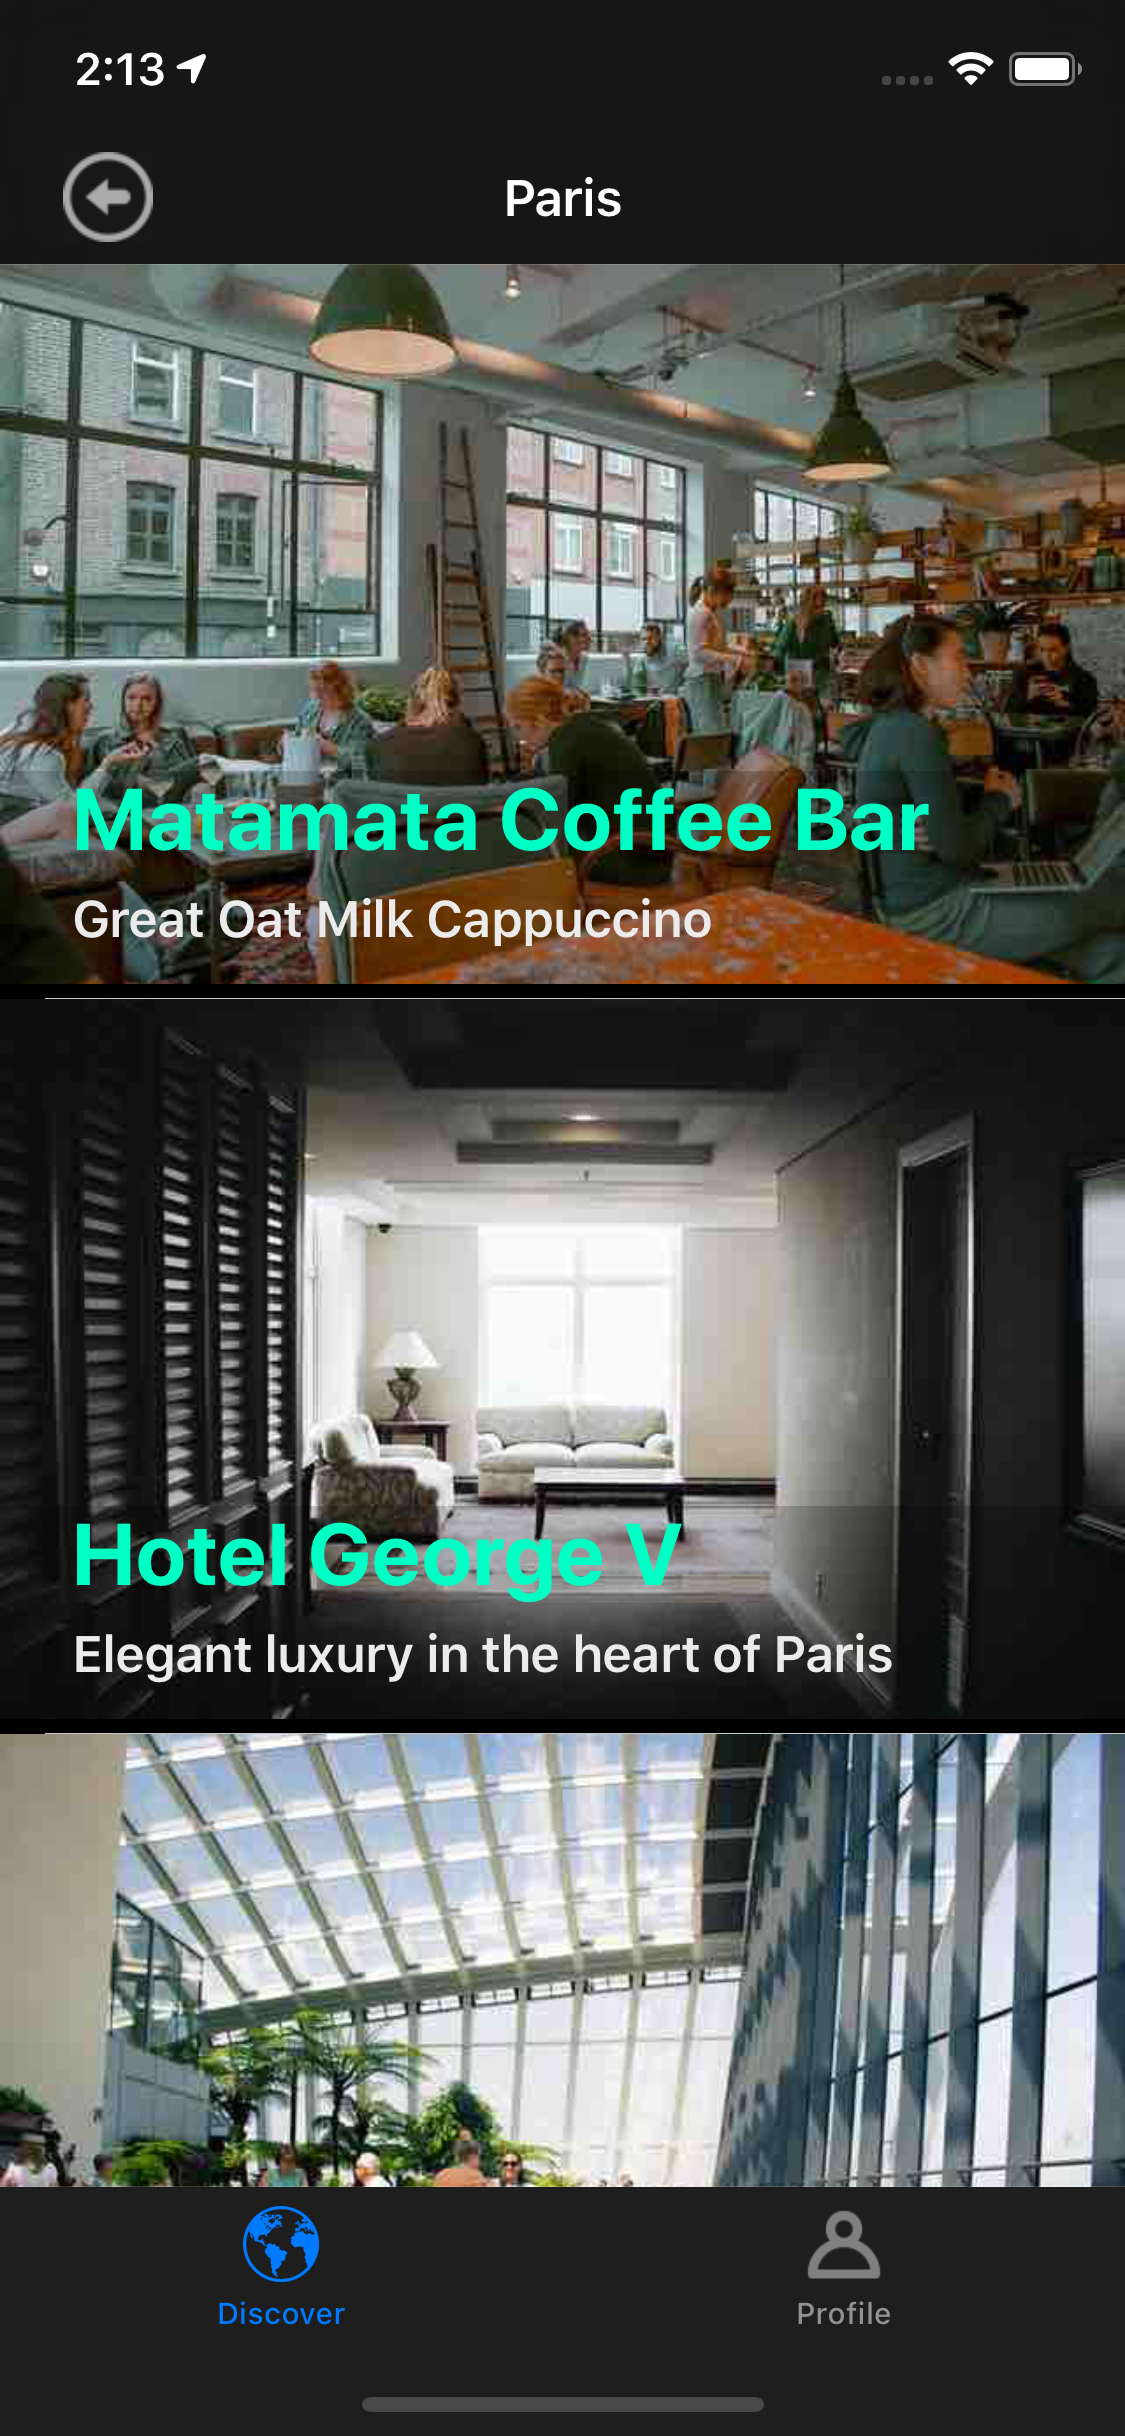 2:13
Paris
Matamata Coffee Bar
Great Oat Milk Cappuccino
Hotel George V
Elegant luxury in the heart of Paris
Discover
Profile